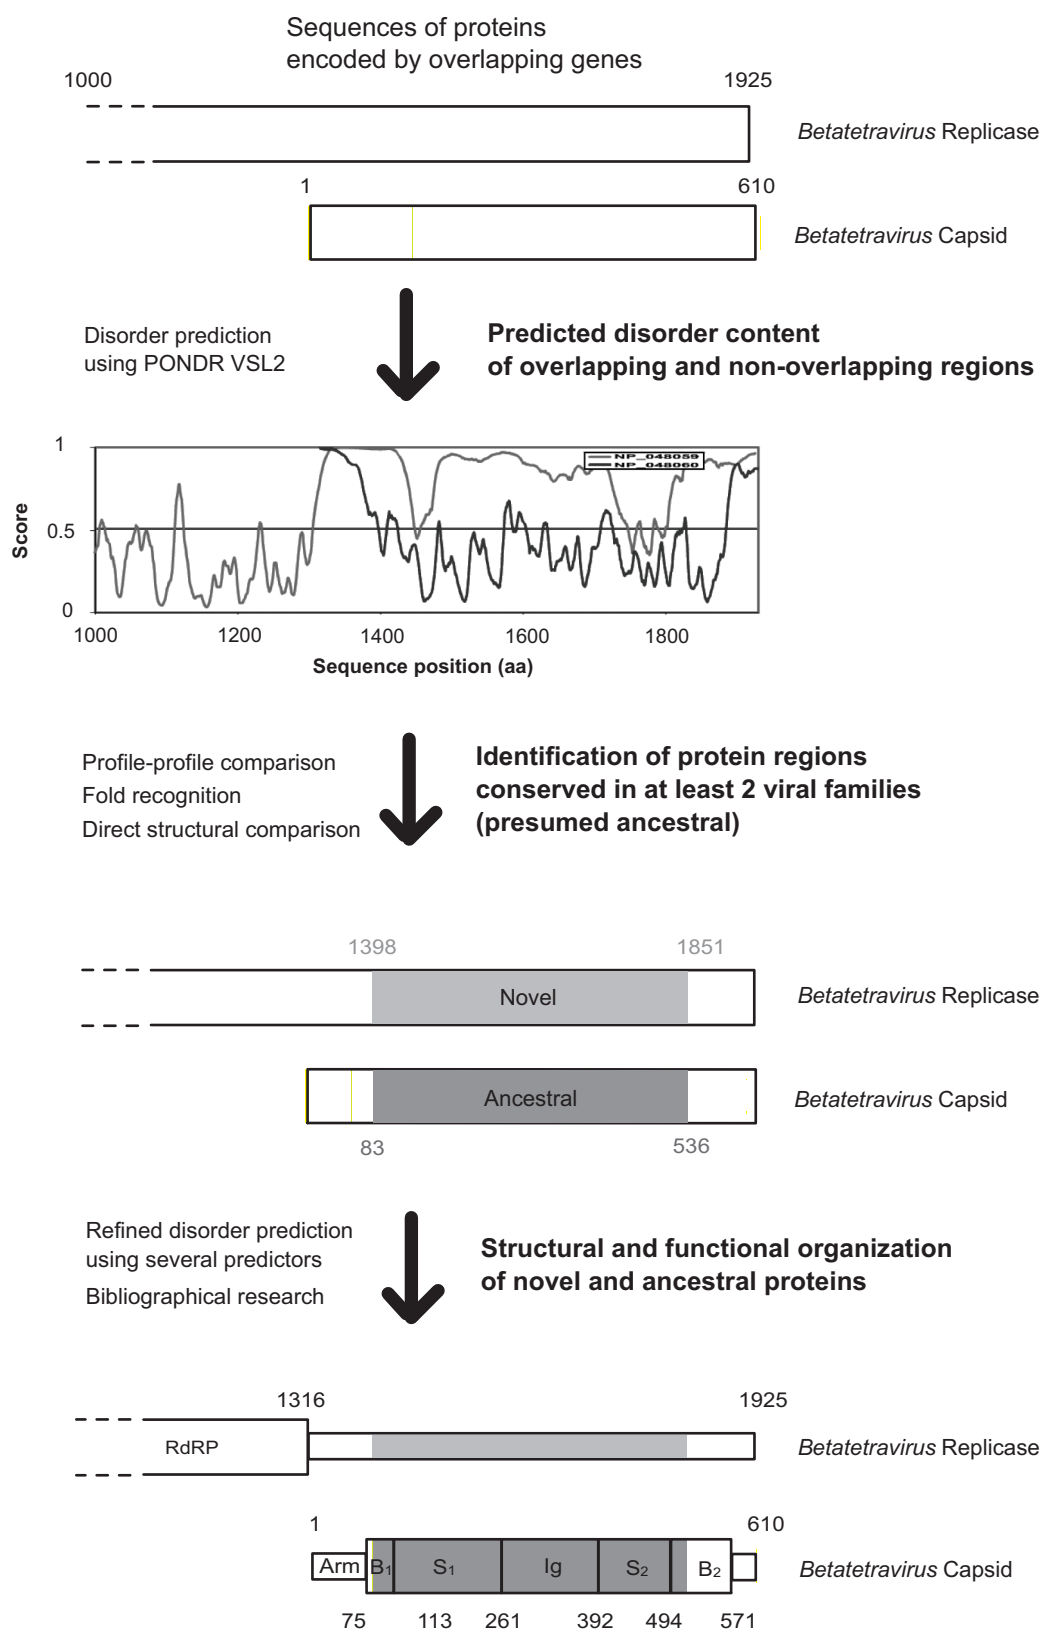 Sequences of proteins
encoded by overlapping genes
1000
1925
Betatetravirus Replicase
1
610
Betatetravirus Capsid
Disorder prediction
using PONDR VSL2
Predicted disorder content
of overlapping and non-overlapping regions
1
NP_048059
NP_048060
0.5
Score
0
1000
1200
1400
1600
1800
Sequence position (aa)
Profile-profile comparison
Fold recognition
Direct structural comparison
Identification of protein regions
conserved in at least 2 viral families
(presumed ancestral)
1398
1851
Novel
Betatetravirus Replicase
Ancestral
Betatetravirus Capsid
83
536
Refined disorder prediction
using several predictors
Bibliographical research
Structural and functional organization
of novel and ancestral proteins
1316
1925
RdRP
Betatetravirus Replicase
1
610
Arm
B1
S1
Ig
S2
B2
Betatetravirus Capsid
75
113
261
392
494
571